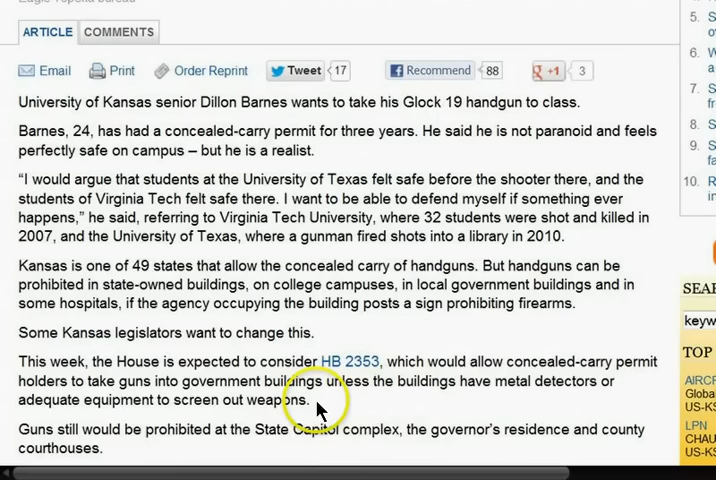 Eagle Topeka bureau
ARTICLE
COMMENTS
Email
Print
Order Reprint
Tweet
17
Recommend
88
+1
3
University of Kansas senior Dillon Barnes wants to take his Glock 19 handgun to class.
Barnes, 24, has had a concealed-carry permit for three years. He said he is not paranoid and feels
perfectly safe on campus – but he is a realist.
“I would argue that students at the University of Texas felt safe before the shooter there, and the
students of Virginia Tech felt safe there. I want to be able to defend myself if something ever
happens,” he said, referring to Virginia Tech University, where 32 students were shot and killed in
2007, and the University of Texas, where a gunman fired shots into a library in 2010.
Kansas is one of 49 states that allow the concealed carry of handguns. But handguns can be
prohibited in state-owned buildings, on college campuses, in local government buildings and in
some hospitals, if the agency occupying the building posts a sign prohibiting firearms.
Some Kansas legislators want to change this.
This week, the House is expected to consider HB 2353, which would allow concealed-carry permit
holders to take guns into government buildings unless the buildings have metal detectors or
adequate equipment to screen out weapons.
Guns still would be prohibited at the State Capitol complex, the governor’s residence and county
courthouses.
5.
6.
7.
8.
9.
10.
SEAR
keyw
TOP
AIRCR
Global
US-KS
LPN
CHAU
US-KS